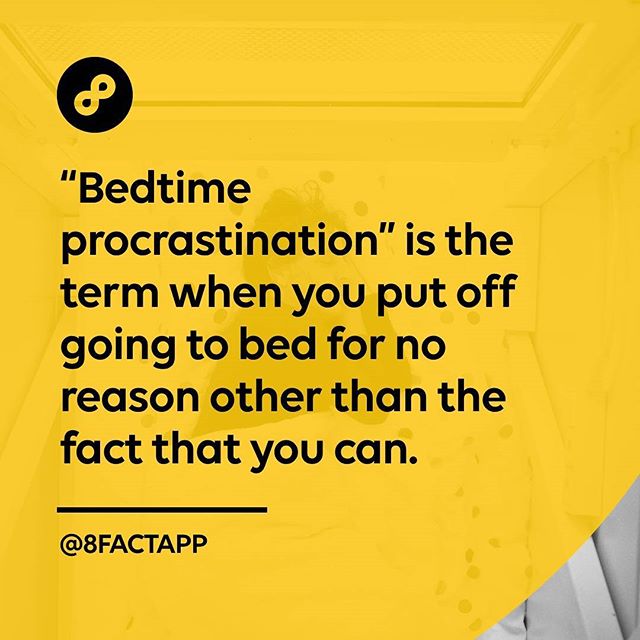 “Bedtime
procrastination” is the
term when you put off
going to bed for no
reason other than the
fact that you can.
@8FACTAPP